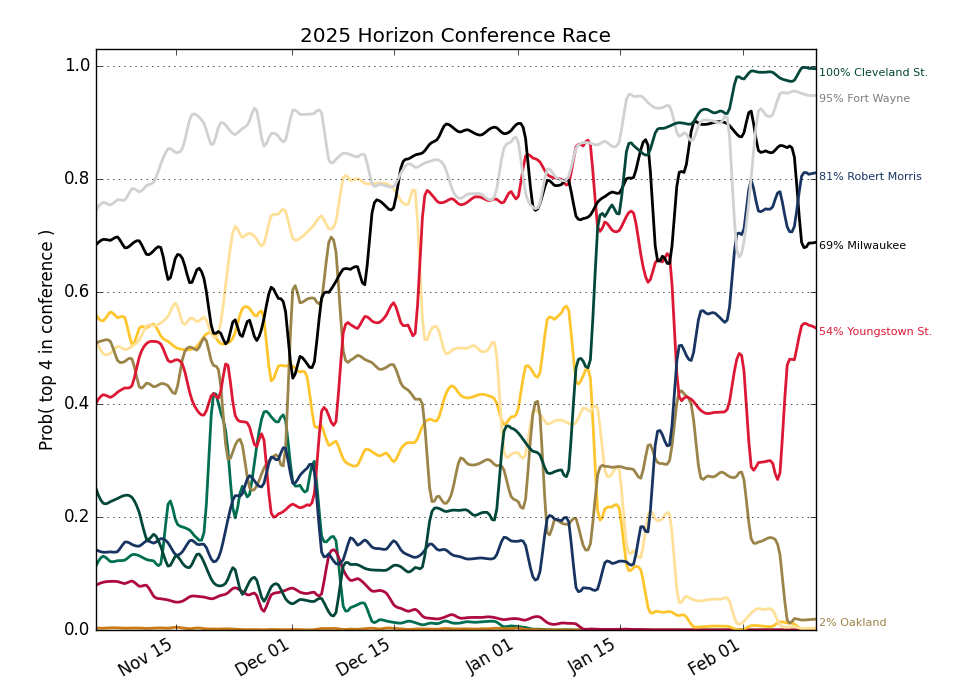 2025 Horizon Conference Race
Prob( top 4 in conference )
1.0
0.8
0.6
0.4
0.2
0.0
Nov 15
Dec 01
Dec 15
Jan 01
Jan 15
Feb 01
100% Cleveland St.
95% Fort Wayne
81% Robert Morris
69% Milwaukee
54% Youngstown St.
2% Oakland